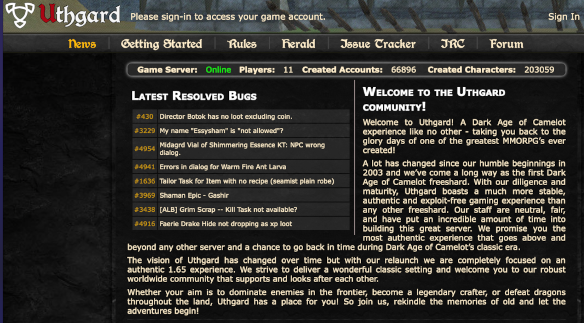 Uthgard
Please sign-in to access your game account.
Sign In
News
Getting Started
Rules
Herald
Issue Tracker
IRC
Forum
Game Server: Online Players: 11 Created Accounts: 66896 Created Characters: 203059
Latest Resolved Bugs
#430 Director Botok has no loot excluding coin.
#3229 My name "Essysham" is "not allowed"?
#4954 Midagrd Vial of Shimmering Essence KT: NPC wrong
dialog.
#4941 Errors in dialog for Warm Fire Ant Larva
#1636 Tailor Task for Item with no recipe (seamist plain robe)
#3969 Shaman Epic - Gashir
#3438 [ALB] Grim Scrap -- Kill Task not available?
#4916 Faerie Drake Hide not dropping as xp loot
Welcome to the Uthgard
community!
Welcome to Uthgard! A Dark Age of Camelot
experience like no other - taking you back to the
glory days of one of the greatest MMORPG's ever
created!
A lot has changed since our humble beginnings in
2003 and we've come a long way as the first Dark
Age of Camelot freeshard. With our diligence and
maturity, Uthgard boasts a much more stable,
authentic and exploit-free gaming experience than
any other freeshard. Our staff are neutral, fair,
and have put an incredible amount of time into
building this great server. We promise you the
most authentic experience that goes above and
beyond any other server and a chance to go back in time during Dark Age of Camelot's classic era.
The vision of Uthgard has changed over time but with our relaunch we are completely focused on an
authentic 1.65 experience. We strive to deliver a wonderful classic setting and welcome you to our robust
worldwide community that supports and looks after each other.
Whether your aim is to dominate enemies in the frontier, become a legendary crafter, or defeat dragons
throughout the land, Uthgard has a place for you! So join us, rekindle the memories of old and let the
adventures begin!